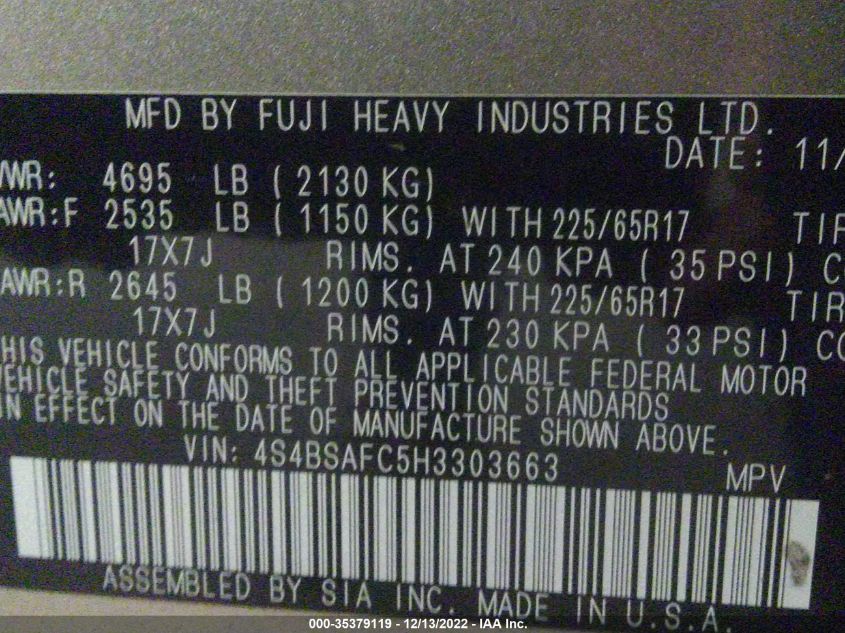 MFD BY FUJI HEAVY INDUSTRIES LTD.
DATE: 11/
VWR: 4695 LB ( 2130 KG)
AWR:F 2535 LB ( 1150 KG) WITH 225/65R17 TIR
17X7J RIMS. AT 240 KPA ( 35 PSI) CO
AWR:R 2645 LB ( 1200 KG) WITH 225/65R17 TIR
17X7J RIMS. AT 230 KPA ( 33 PSI) CO
HIS VEHICLE CONFORMS TO ALL APPLICABLE FEDERAL MOTOR
VEHICLE SAFETY AND THEFT PREVENTION STANDARDS
IN EFFECT ON THE DATE OF MANUFACTURE SHOWN ABOVE.
VIN: 4S4BSAFC5H3303663 MPV
ASSEMBLED BY SIA INC. MADE IN U.S.A.
000-35379119 - 12/13/2022 - IAA Inc.